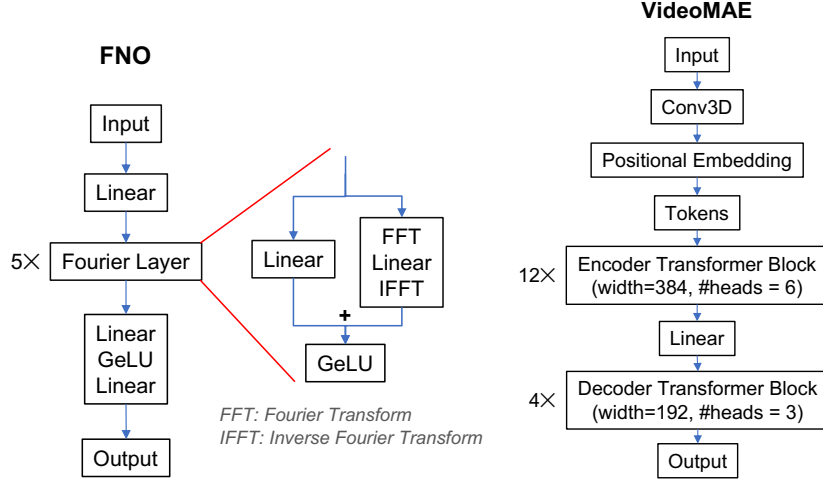 FNO
Input
Linear
5× Fourier Layer
Linear
GeLU
Linear
Output
Linear
FFT
Linear
IFFT
+
GeLU
FFT: Fourier Transform
IFFT: Inverse Fourier Transform
VideoMAE
Input
Conv3D
Positional Embedding
Tokens
12× Encoder Transformer Block
(width=384, #heads = 6)
Linear
4× Decoder Transformer Block
(width=192, #heads = 3)
Output